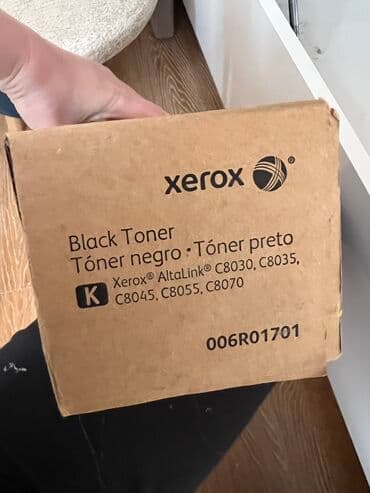 xerox®
Black Toner
Tóner negro · Tóner preto
K Xerox® AltaLink® C8030, C8035,
C8045, C8055, C8070
006R01701